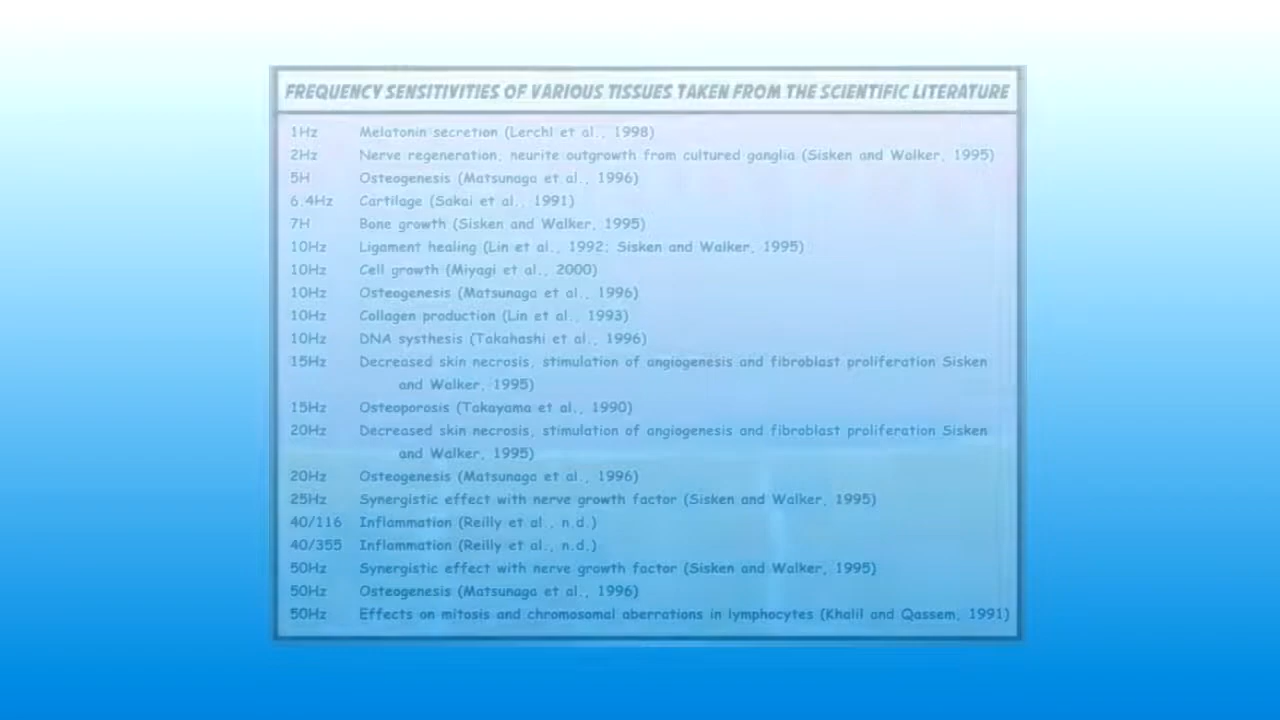 FREQUENCY SENSITIVITIES OF VARIOUS TISSUES TAKEN FROM THE SCIENTIFIC LITERATURE
1Hz Melatonin secretion (Lerchl et al., 1998)
2Hz Nerve regeneration; neurite outgrowth from cultured ganglia (Sisken and Walker, 1995)
5H Osteogenesis (Matsunaga et al., 1996)
6.4Hz Cartilage (Sakai et al., 1991)
7H Bone growth (Sisken and Walker, 1995)
10Hz Ligament healing (Lin et al., 1992; Sisken and Walker, 1995)
10Hz Cell growth (Miyagi et al., 2000)
10Hz Osteogenesis (Matsunaga et al., 1996)
10Hz Collagen production (Lin et al., 1993)
10Hz DNA systhesis (Takahashi et al., 1996)
15Hz Decreased skin necrosis, stimulation of angiogenesis and fibroblast proliferation Sisken
and Walker, 1995)
15Hz Osteoporosis (Takayama et al., 1990)
20Hz Decreased skin necrosis, stimulation of angiogenesis and fibroblast proliferation Sisken
and Walker, 1995)
20Hz Osteogenesis (Matsunaga et al., 1996)
25Hz Synergistic effect with nerve growth factor (Sisken and Walker, 1995)
40/116 Inflammation (Reilly et al., n.d.)
40/355 Inflammation (Reilly et al., n.d.)
50Hz Synergistic effect with nerve growth factor (Sisken and Walker, 1995)
50Hz Osteogenesis (Matsunaga et al., 1996)
50Hz Effects on mitosis and chromosomal aberrations in lymphocytes (Khalil and Qassem, 1991)